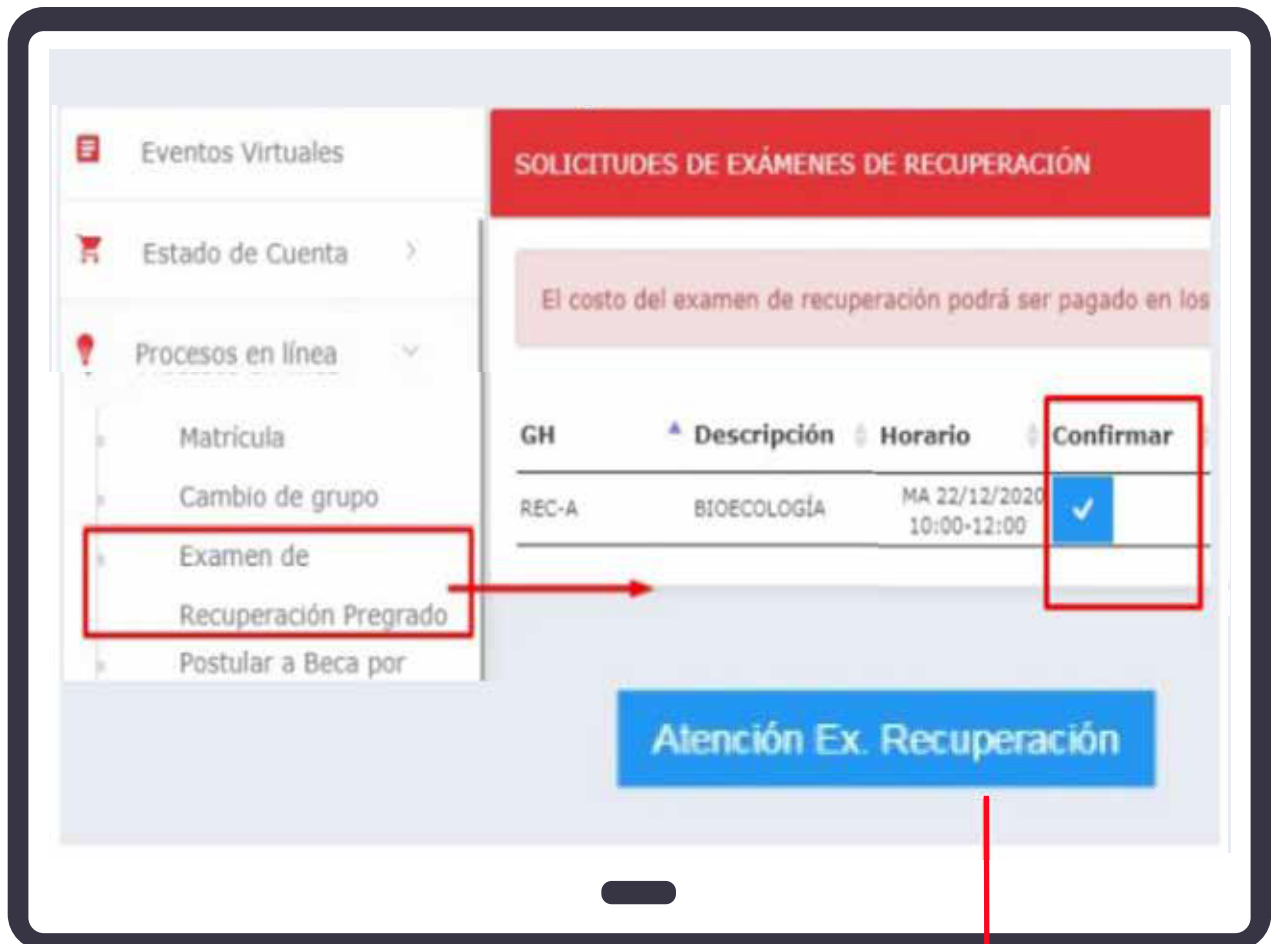 Eventos Virtuales
Estado de Cuenta
Procesos en línea
Matrícula
Cambio de grupo
Examen de
Recuperación Pregrado
Postular a Beca por
SOLICITUDES DE EXÁMENES DE RECUPERACIÓN
El costo del examen de recuperación podrá ser pagado en los
GH Descripción Horario Confirmar
REC-A BIOECOLOGÍA MA 22/12/2020
10:00-12:00
Atención Ex. Recuperación